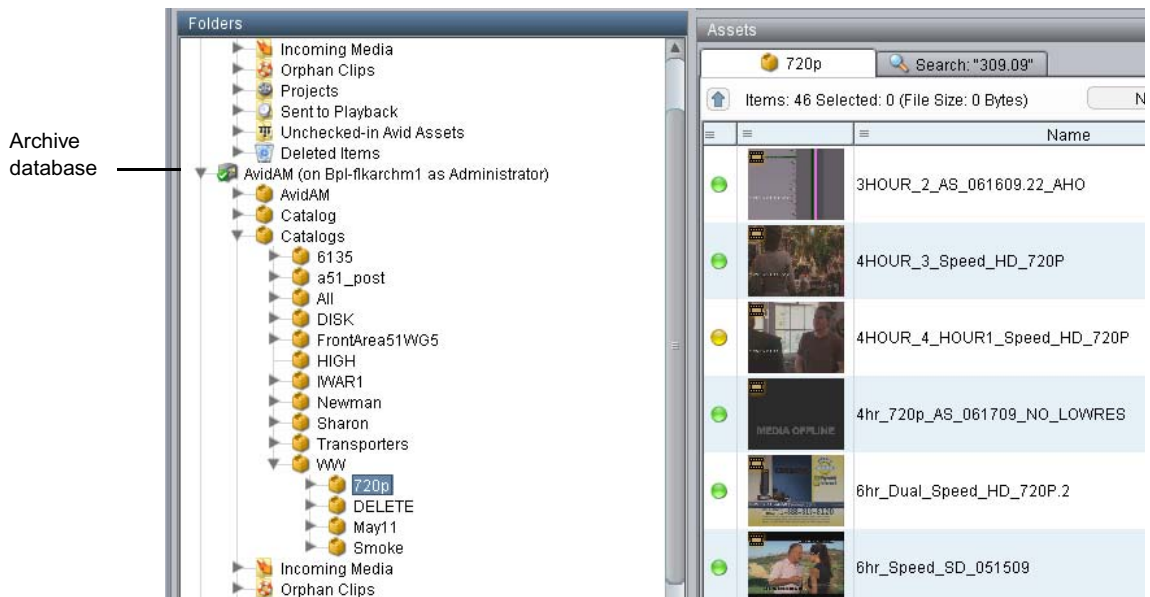 Archive
database
Folders
Incoming Media
Orphan Clips
Projects
Sent to Playback
Unchecked-in Avid Assets
Deleted Items
AvidAM (on Bpl-flkarchm1 as Administrator)
AvidAM
Catalog
Catalogs
6135
a51_post
All
DISK
FrontArea51WG5
HIGH
IWAR1
Newman
Sharon
Transporters
WW
720p
DELETE
May11
Smoke
Incoming Media
Orphan Clips
Assets
720p
Search: "309.09"
Items: 46 Selected: 0 (File Size: 0 Bytes)
N
Name
3HOUR_2_AS_061609.22_AHO
4HOUR_3_Speed_HD_720P
4HOUR_4_HOUR1_Speed_HD_720P
MEDIA OFFLINE
4hr_720p_AS_061709_NO_LOWRES
6hr_Dual_Speed_HD_720P.2
6hr_Speed_SD_051509